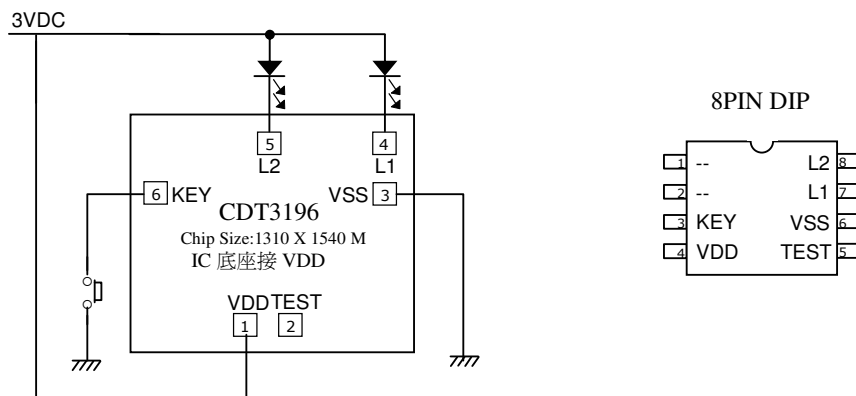 3VDC
5
4
L2
L1
6 KEY
VSS 3
CDT3196
Chip Size:1310 X 1540 M
IC 底座接 VDD
VDD TEST
1
2
8PIN DIP
1 -- L2 8
2 -- L1 7
3 KEY VSS 6
4 VDD TEST 5